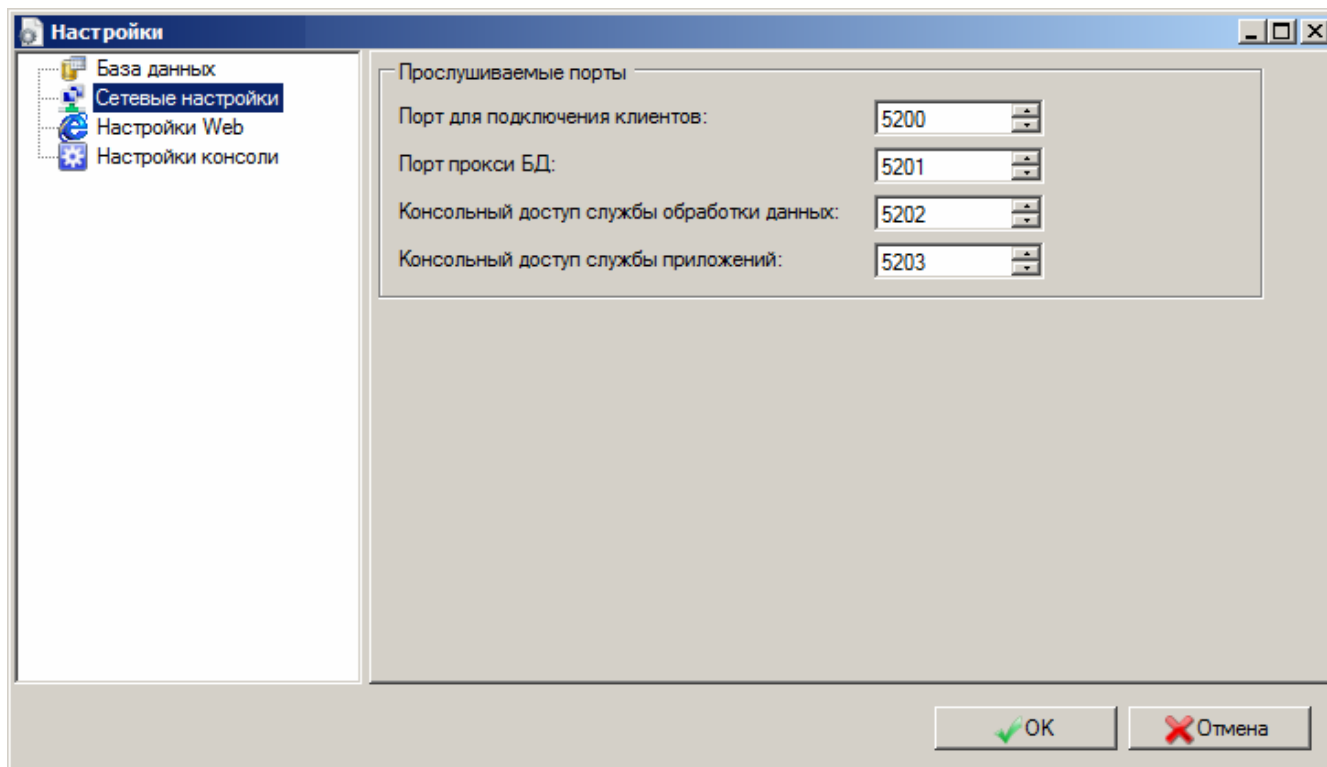 Настройки
База данных
Сетевые настройки
Настройки Web
Настройки консоли
Прослушиваемые порты
Порт для подключения клиентов: 5200
Порт прокси БД: 5201
Консольный доступ службы обработки данных: 5202
Консольный доступ службы приложений: 5203
OK Отмена